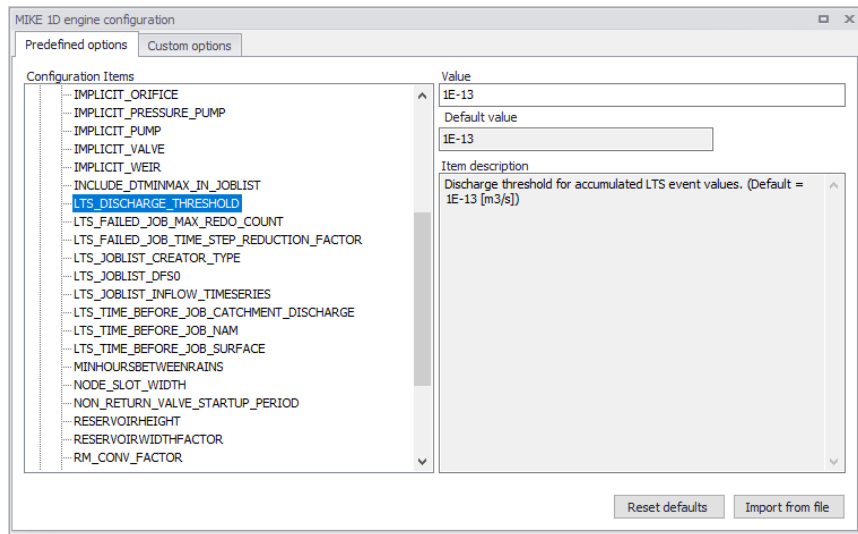 MIKE 1D engine configuration
Predefined options
Custom options
Configuration Items
IMPLICIT_ORIFICE
IMPLICIT_PRESSURE_PUMP
IMPLICIT_PUMP
IMPLICIT_VALVE
IMPLICIT_WEIR
INCLUDE_DTMINMAX_IN_JOBLIST
LTS_DISCHARGE_THRESHOLD
LTS_FAILED_JOB_MAX_REDO_COUNT
LTS_FAILED_JOB_TIME_STEP_REDUCTION_FACTOR
LTS_JOBLIST_CREATOR_TYPE
LTS_JOBLIST_DFS0
LTS_JOBLIST_INFLOW_TIMESERIES
LTS_TIME_BEFORE_JOB_CATCHMENT_DISCHARGE
LTS_TIME_BEFORE_JOB_NAM
LTS_TIME_BEFORE_JOB_SURFACE
MINHOURSBETWEENRAINS
NODE_SLOT_WIDTH
NON_RETURN_VALVE_STARTUP_PERIOD
RESERVOIRHEIGHT
RESERVOIRWIDTHFACTOR
RM_CONV_FACTOR
Value
1E-13
Default value
1E-13
Item description
Discharge threshold for accumulated LTS event values. (Default =
1E-13 [m3/s])
Reset defaults
Import from file